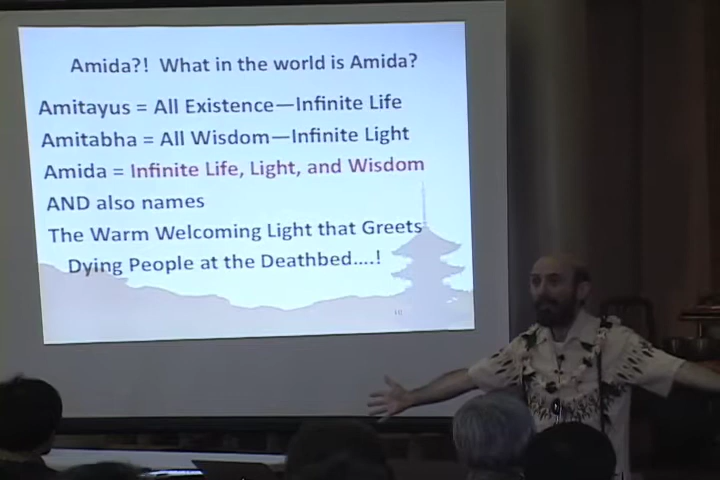 Amida?! What in the world is Amida?
Amitayus = All Existence—Infinite Life
Amitabha = All Wisdom—Infinite Light
Amida = Infinite Life, Light, and Wisdom
AND also names
The Warm Welcoming Light that Greets
Dying People at the Deathbed....!